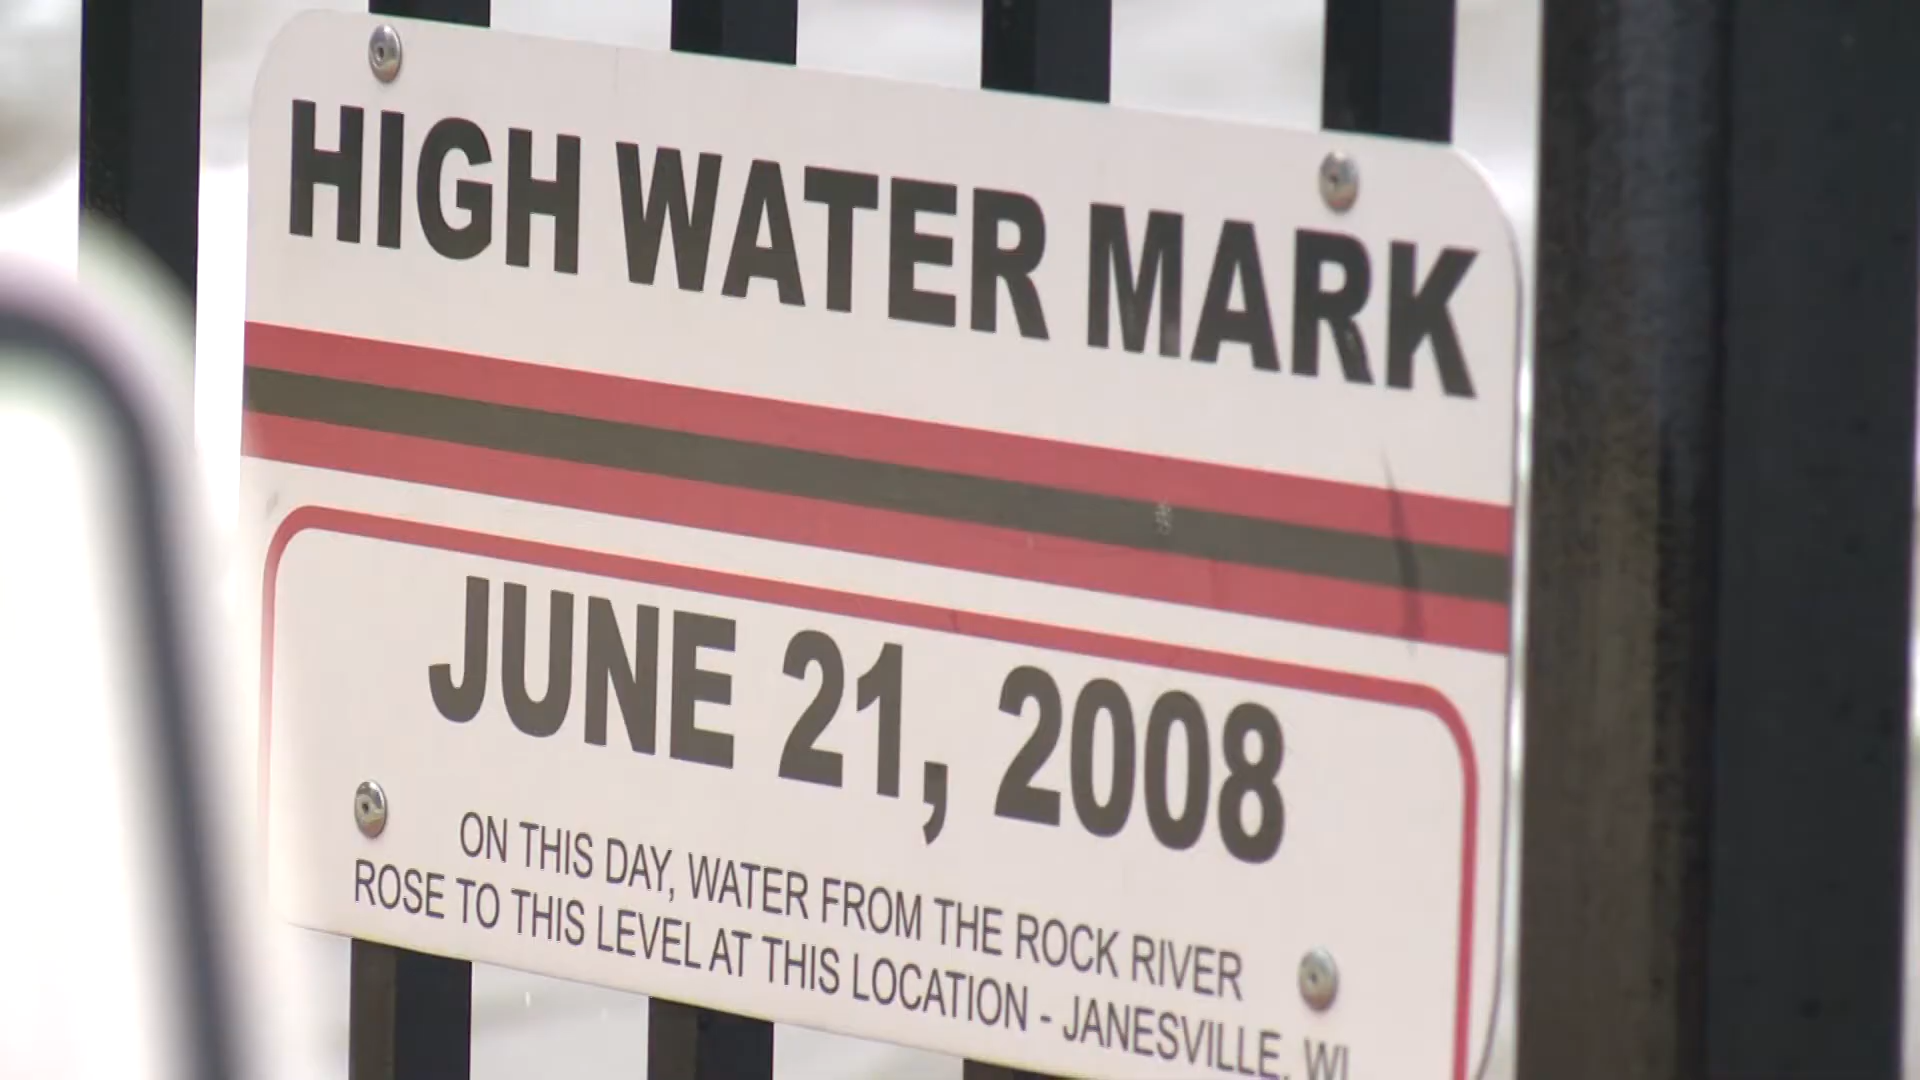 HIGH WATER MARK
JUNE 21, 2008
ON THIS DAY, WATER FROM THE ROCK RIVER
ROSE TO THIS LEVEL AT THIS LOCATION - JANESVILLE, WI